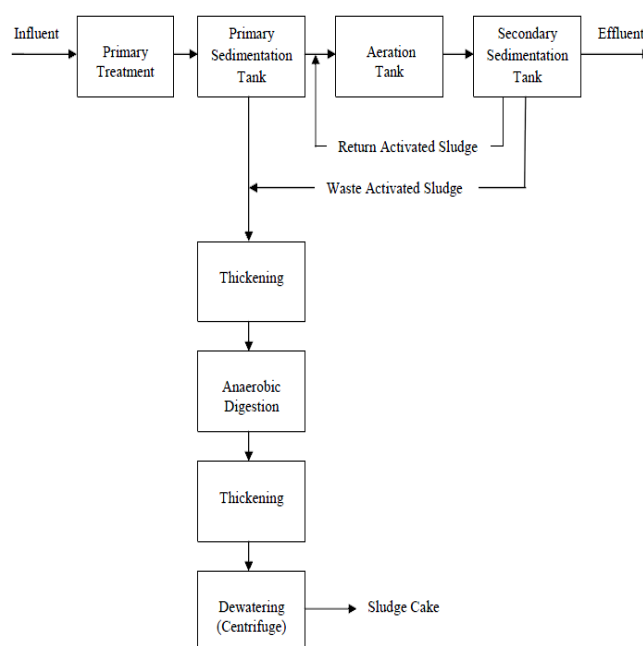 Influent
Primary
Treatment
Primary
Sedimentation
Tank
Aeration
Tank
Secondary
Sedimentation
Tank
Effluent
Return Activated Sludge
Waste Activated Sludge
Thickening
Anaerobic
Digestion
Thickening
Dewatering
(Centrifuge)
Sludge Cake